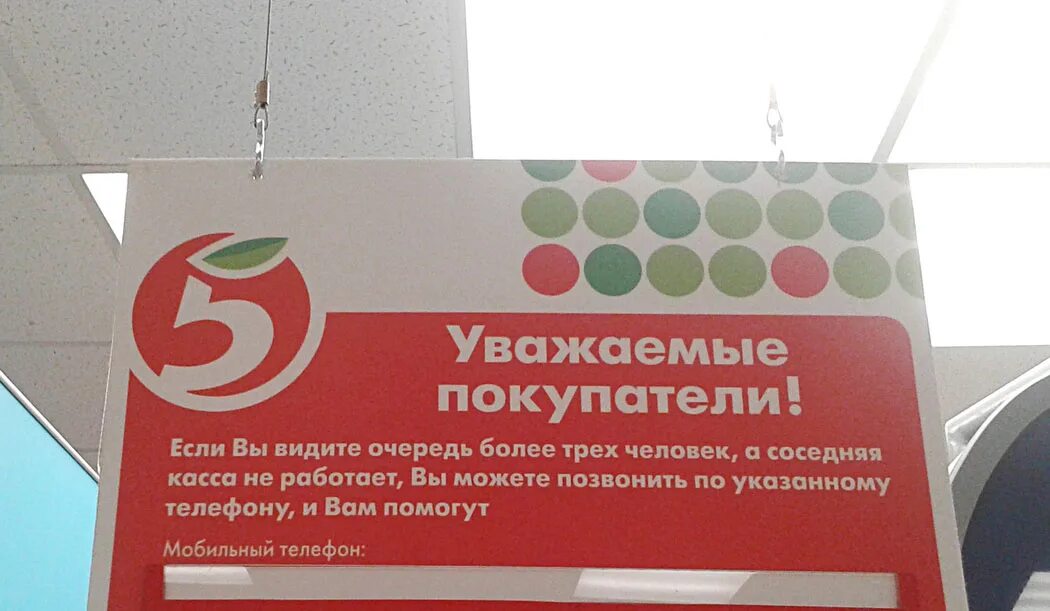 5
Уважаемые
покупатели!
Если Вы видите очередь более трех человек, а соседняя
касса не работает, Вы можете позвонить по указанному
телефону, и Вам помогут
Мобильный телефон: